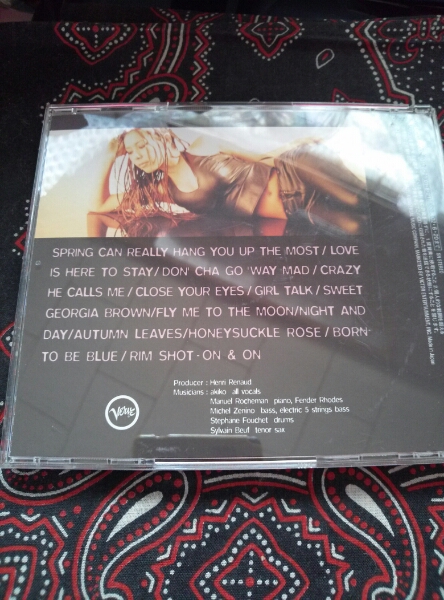 SPRING CAN REALLY HANG YOU UP THE MOST / LOVE
IS HERE TO STAY / DON' CHA GO 'WAY MAD / CRAZY
HE CALLS ME / CLOSE YOUR EYES / GIRL TALK / SWEET
GEORGIA BROWN / FLY ME TO THE MOON / NIGHT AND
DAY / AUTUMN LEAVES / HONEYSUCKLE ROSE / BORN
TO BE BLUE / RIM SHOT - ON & ON
Producer : Henri Renaud
Musicians : akiko all vocals
Manuel Rocheman piano, Fender Rhodes
Michel Zenino bass, electric 5 strings bass
Stephane Fouchet drums
Sylvain Beuf tenor sax
Verve